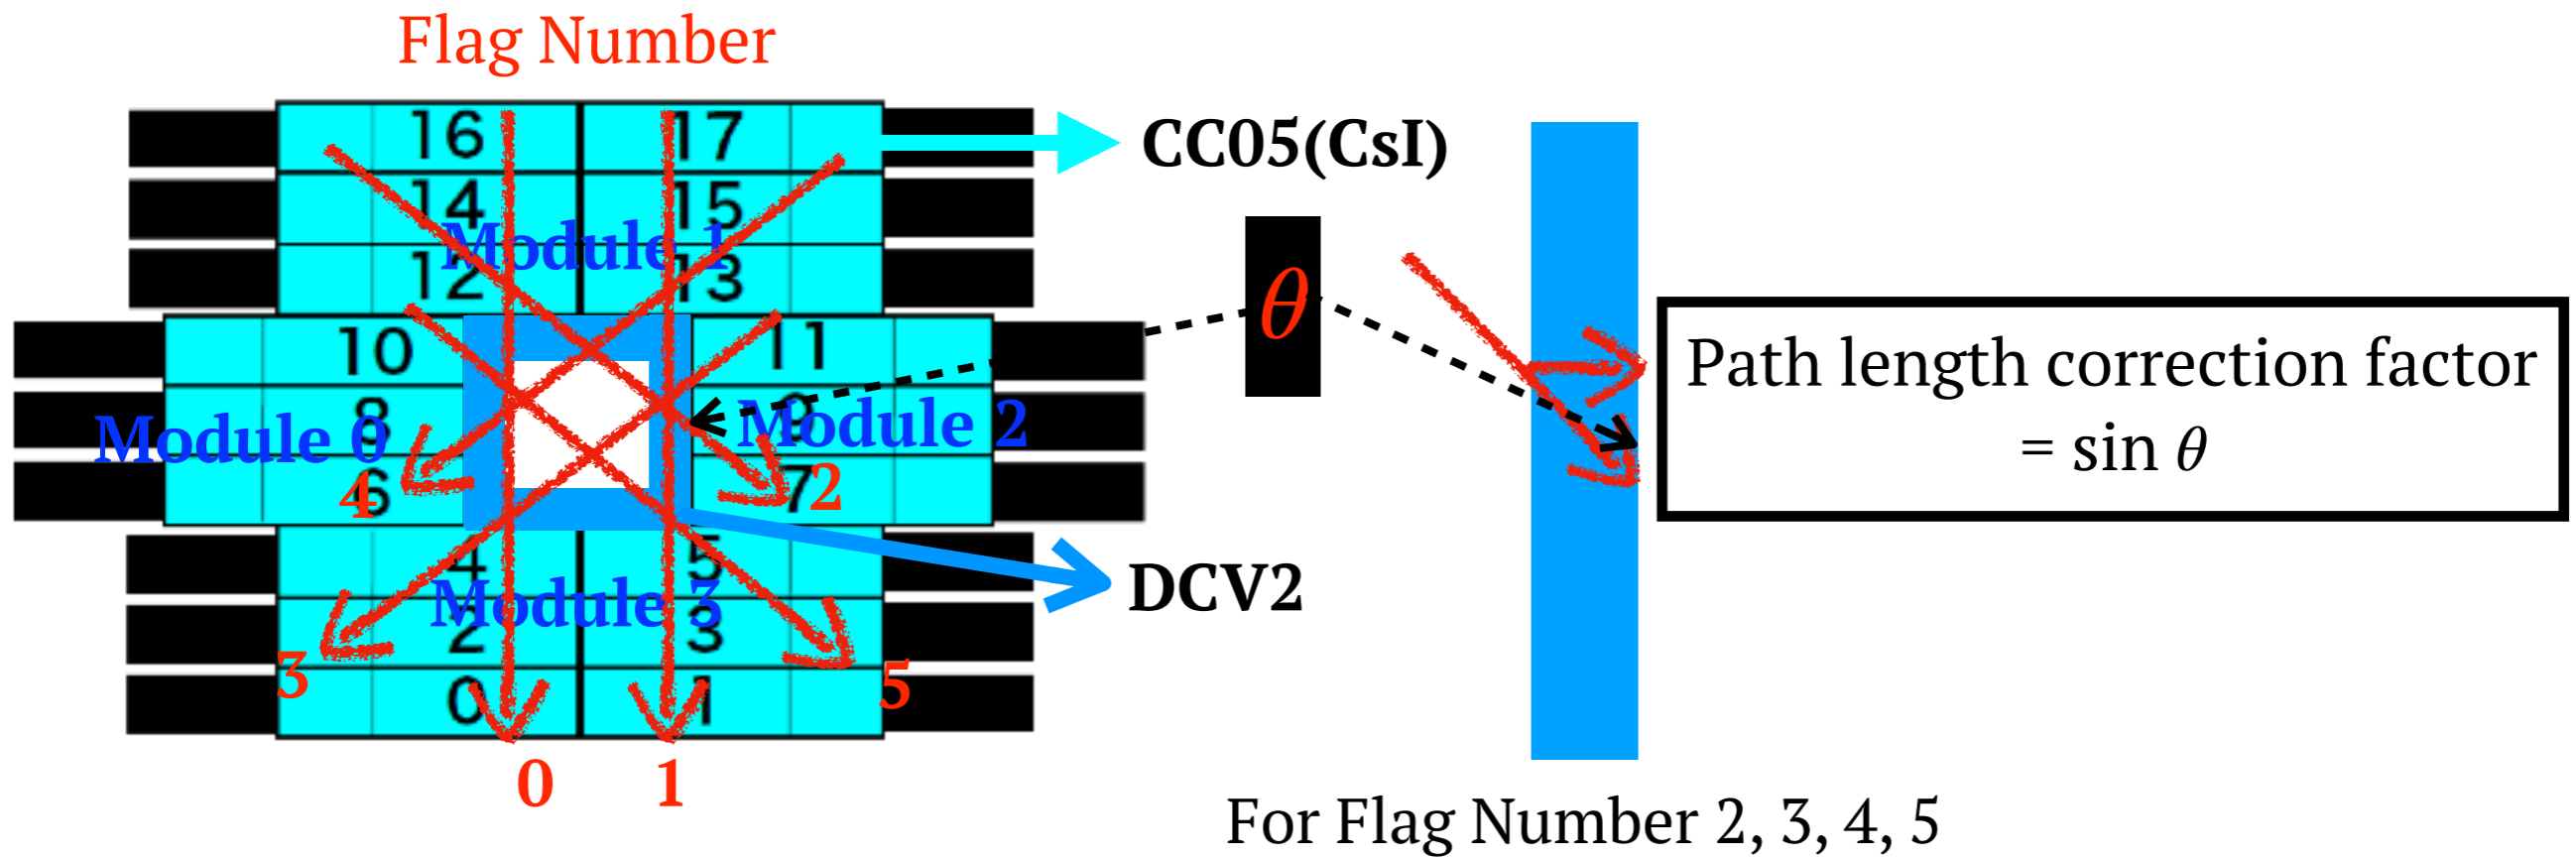 Flag Number
16 17
CC05(CsI)
14 15
Module 1
12 13
θ
10 11
Path length correction factor
= sin θ
8 9
Module 0 Module 2
6 7
4 2
4 5
DCV2
Module 3
2 3
3 5
0 1
0 1
For Flag Number 2, 3, 4, 5